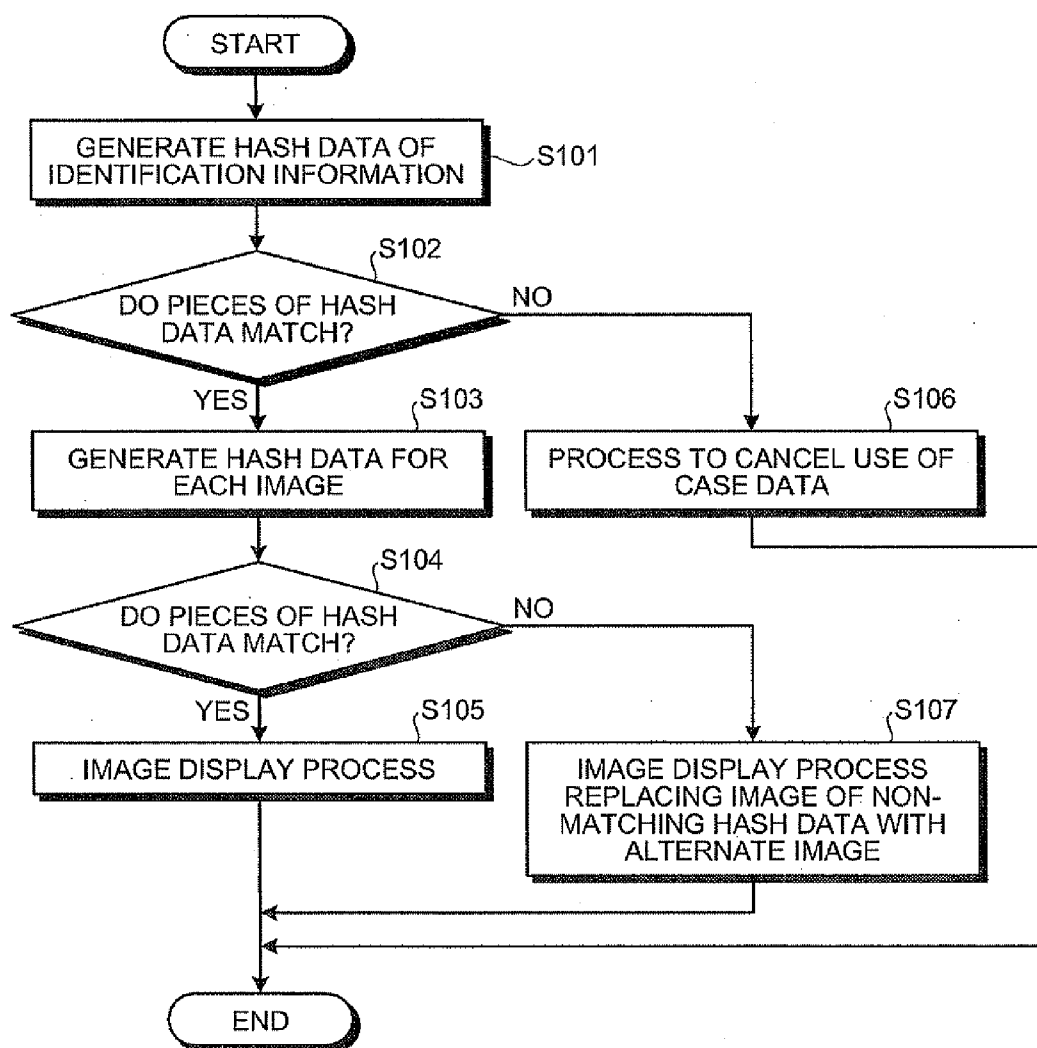 START
GENERATE HASH DATA OF
IDENTIFICATION INFORMATION
S101
S102
DO PIECES OF HASH
DATA MATCH?
NO
YES
S103
GENERATE HASH DATA FOR
EACH IMAGE
S106
PROCESS TO CANCEL USE OF
CASE DATA
S104
DO PIECES OF HASH
DATA MATCH?
NO
YES
S105
IMAGE DISPLAY PROCESS
S107
IMAGE DISPLAY PROCESS
REPLACING IMAGE OF NON-
MATCHING HASH DATA WITH
ALTERNATE IMAGE
END